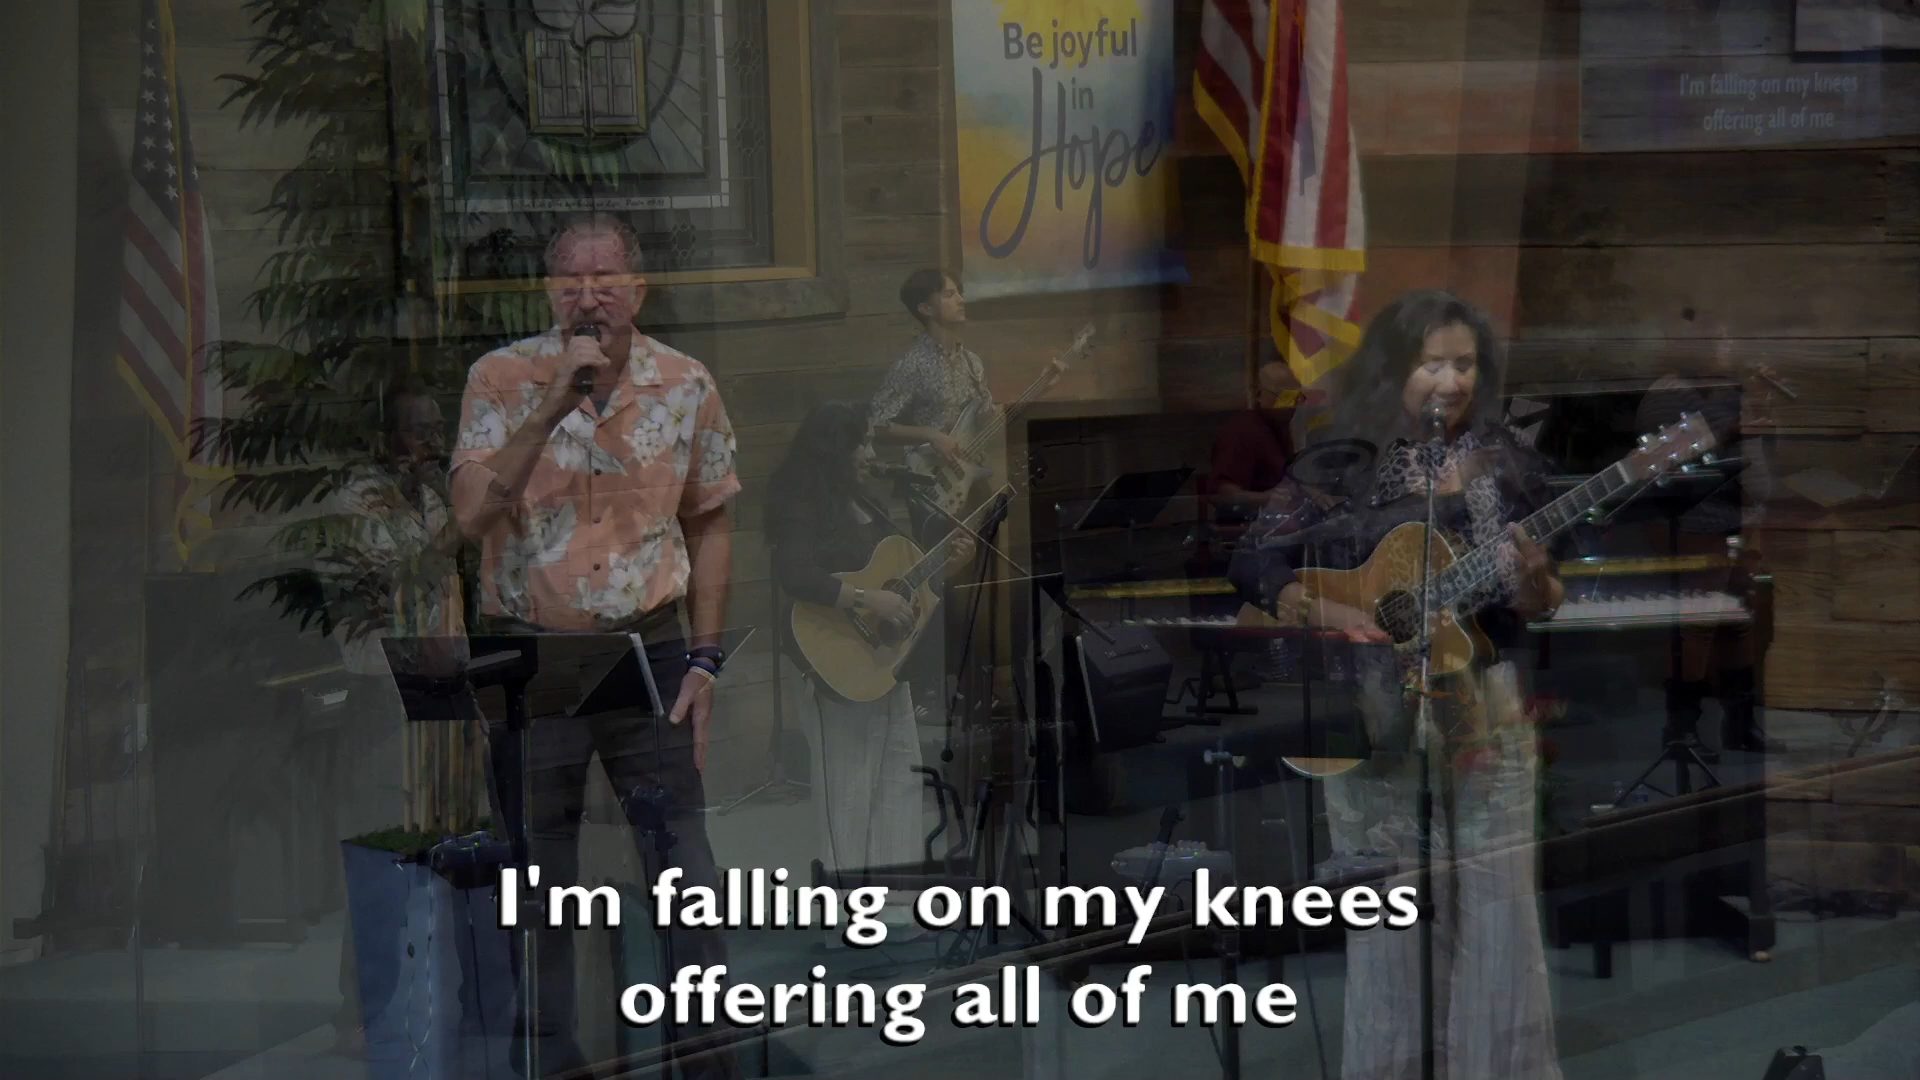 Be joyful
in
Hope
I'm falling on my knees
offering all of me
I'm falling on my knees
offering all of me